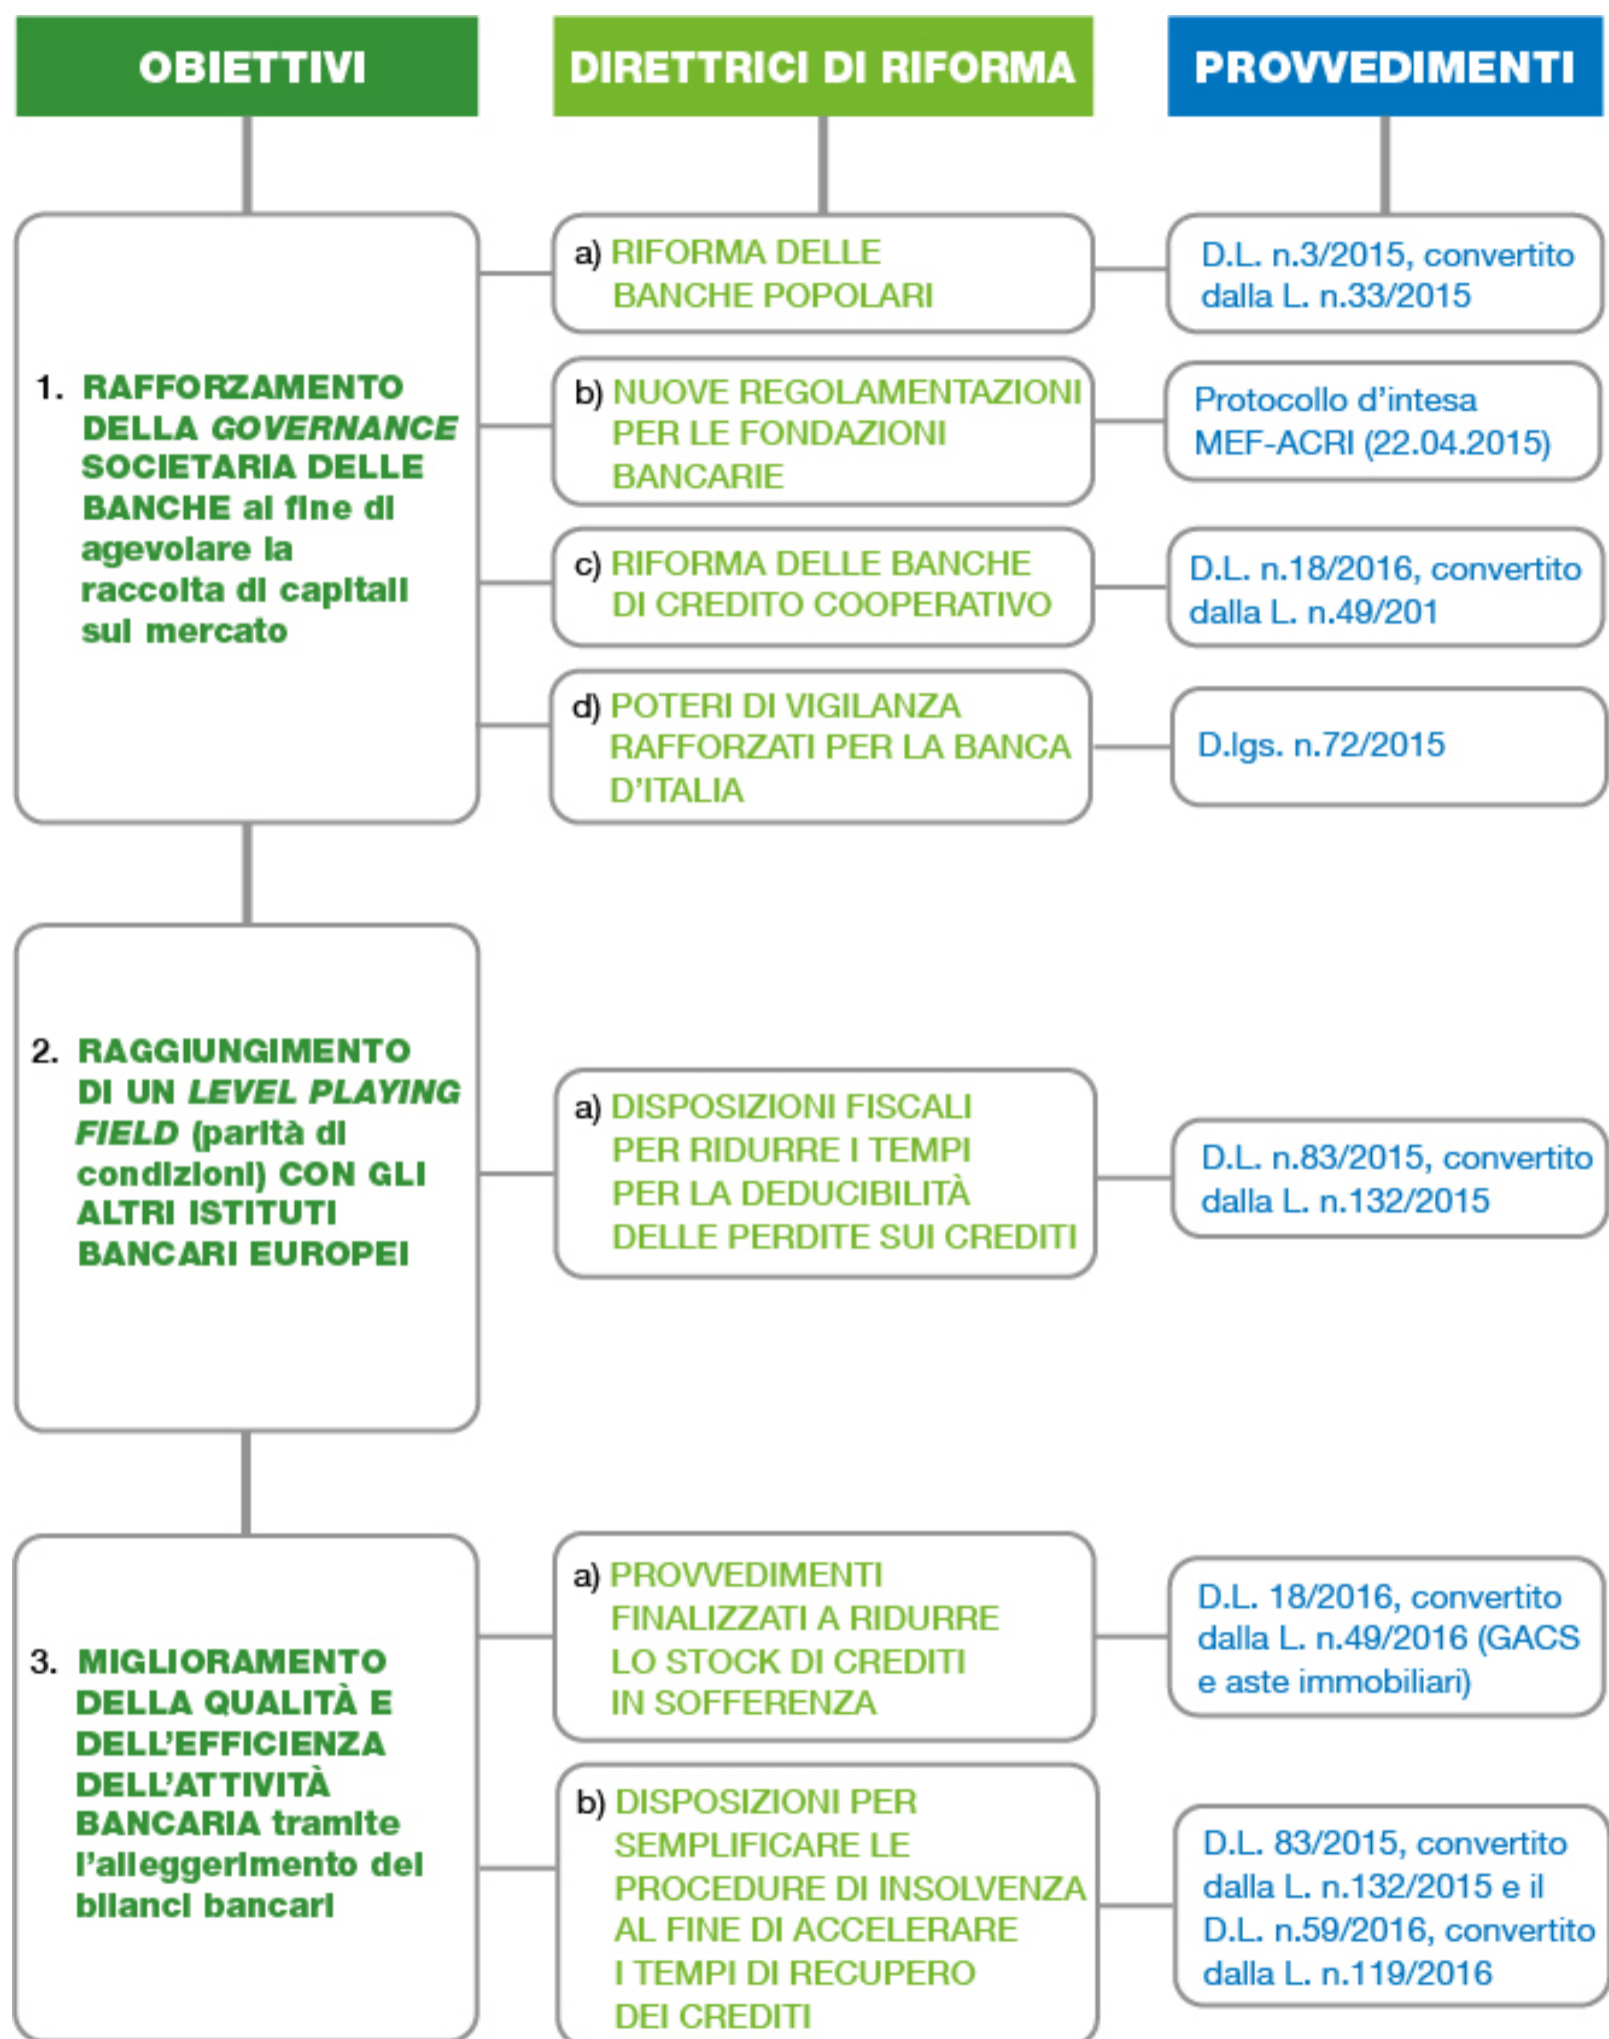 OBIETTIVI
DIRETTRICI DI RIFORMA
PROVVEDIMENTI
1. RAFFORZAMENTO
DELLA GOVERNANCE
SOCIETARIA DELLE
BANCHE al fine di
agevolare la
raccolta di capitali
sul mercato
a) RIFORMA DELLE
BANCHE POPOLARI
D.L. n.3/2015, convertito
dalla L. n.33/2015
b) NUOVE REGOLAMENTAZIONI
PER LE FONDAZIONI
BANCARIE
Protocollo d'intesa
MEF-ACRI (22.04.2015)
c) RIFORMA DELLE BANCHE
DI CREDITO COOPERATIVO
D.L. n.18/2016, convertito
dalla L. n.49/201
d) POTERI DI VIGILANZA
RAFFORZATI PER LA BANCA
D'ITALIA
D.lgs. n.72/2015
2. RAGGIUNGIMENTO
DI UN LEVEL PLAYING
FIELD (parità di
condizioni) CON GLI
ALTRI ISTITUTI
BANCARI EUROPEI
a) DISPOSIZIONI FISCALI
PER RIDURRE I TEMPI
PER LA DEDUCIBILITÀ
DELLE PERDITE SUI CREDITI
D.L. n.83/2015, convertito
dalla L. n.132/2015
3. MIGLIORAMENTO
DELLA QUALITÀ E
DELL'EFFICIENZA
DELL'ATTIVITÀ
BANCARIA tramite
l'alleggerimento dei
bilanci bancari
a) PROVVEDIMENTI
FINALIZZATI A RIDURRE
LO STOCK DI CREDITI
IN SOFFERENZA
D.L. 18/2016, convertito
dalla L. n.49/2016 (GACS
e aste immobiliari)
b) DISPOSIZIONI PER
SEMPLIFICARE LE
PROCEDURE DI INSOLVENZA
AL FINE DI ACCELERARE
I TEMPI DI RECUPERO
DEI CREDITI
D.L. 83/2015, convertito
dalla L. n.132/2015 e il
D.L. n.59/2016, convertito
dalla L. n.119/2016